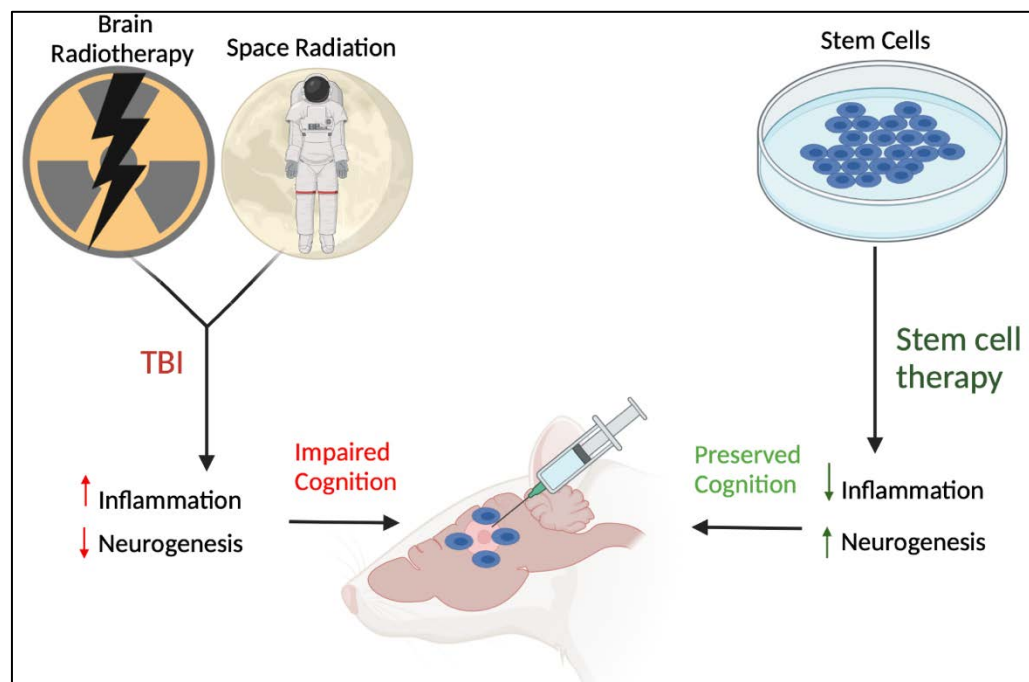 Brain
Radiotherapy
Space Radiation
Stem Cells
TBI
Stem cell
therapy
Impaired
Cognition
Preserved
Cognition
↑ Inflammation
↓ Neurogenesis
↓ Inflammation
↑ Neurogenesis